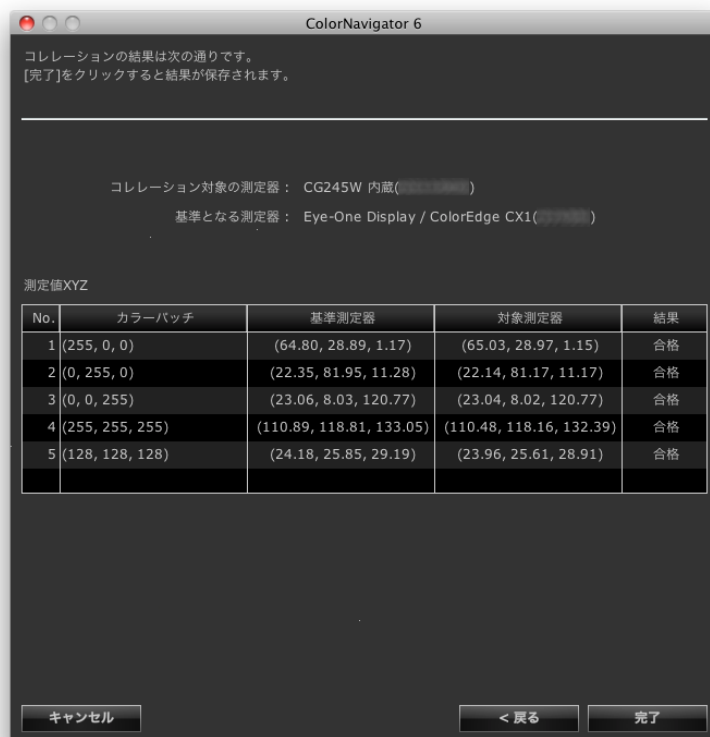 ColorNavigator 6
コレレーションの結果は次の通りです。
[完了]をクリックすると結果が保存されます。
コレレーション対象の測定器： CG245W 内蔵( )
基準となる測定器： Eye-One Display / ColorEdge CX1( )
測定値XYZ
No. カラーパッチ 基準測定器 対象測定器 結果
1 (255, 0, 0) (64.80, 28.89, 1.17) (65.03, 28.97, 1.15) 合格
2 (0, 255, 0) (22.35, 81.95, 11.28) (22.14, 81.17, 11.17) 合格
3 (0, 0, 255) (23.06, 8.03, 120.77) (23.04, 8.02, 120.77) 合格
4 (255, 255, 255) (110.89, 118.81, 133.05) (110.48, 118.16, 132.39) 合格
5 (128, 128, 128) (24.18, 25.85, 29.19) (23.96, 25.61, 28.91) 合格
キャンセル < 戻る 完了